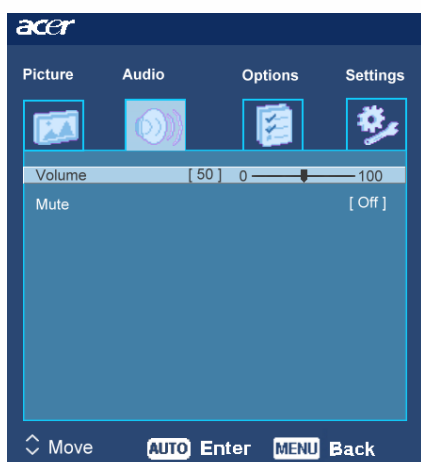 acer
Picture Audio Options Settings
Volume [ 50 ] 0 100
Mute [ Off ]
Move AUTO Enter MENU Back